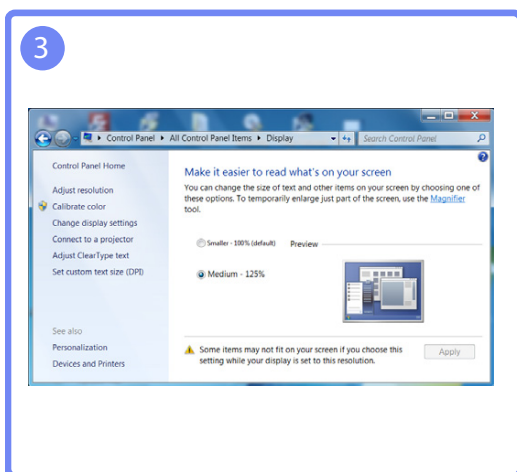 3
Control Panel ▸ All Control Panel Items ▸ Display
Search Control Panel
Control Panel Home
Adjust resolution
Calibrate color
Change display settings
Connect to a projector
Adjust ClearType text
Set custom text size (DPI)
See also
Personalization
Devices and Printers
Make it easier to read what's on your screen
You can change the size of text and other items on your screen by choosing one of
these options. To temporarily enlarge just part of the screen, use the Magnifier
tool.
Smaller - 100% (default) Preview
Medium - 125%
Some items may not fit on your screen if you choose this
setting while your display is set to this resolution.
Apply